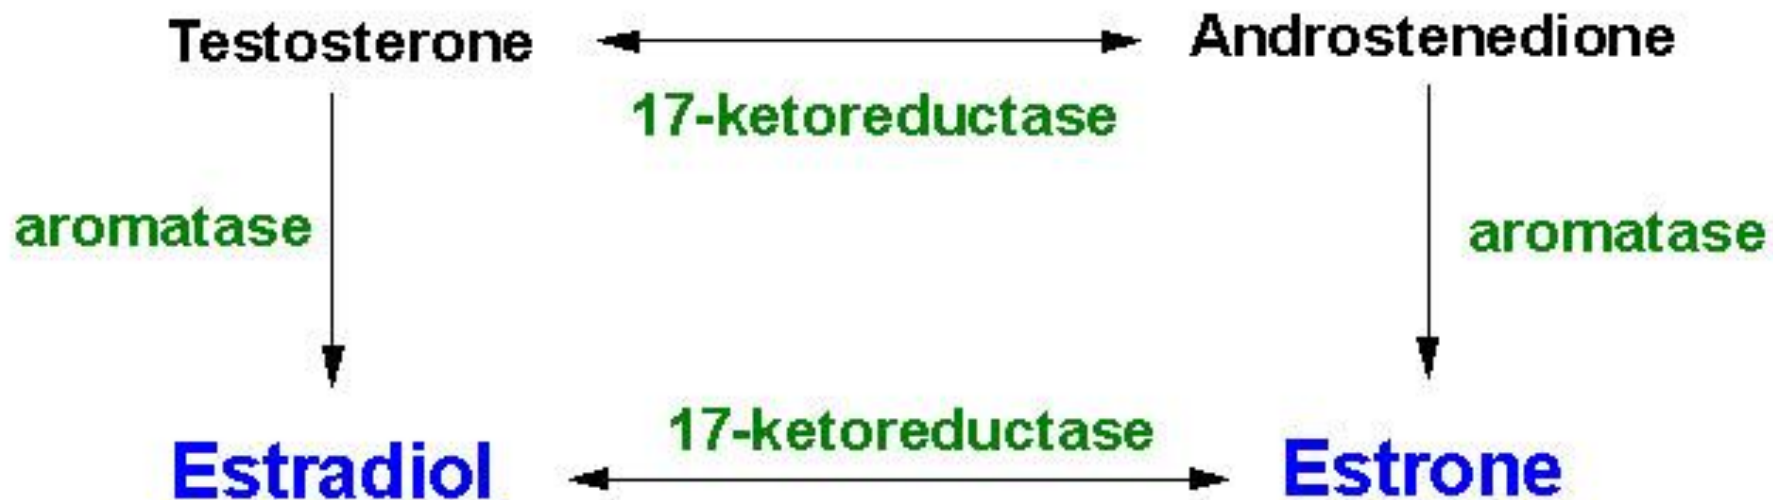 Testosterone
Androstenedione
17-ketoreductase
aromatase
aromatase
17-ketoreductase
Estradiol
Estrone